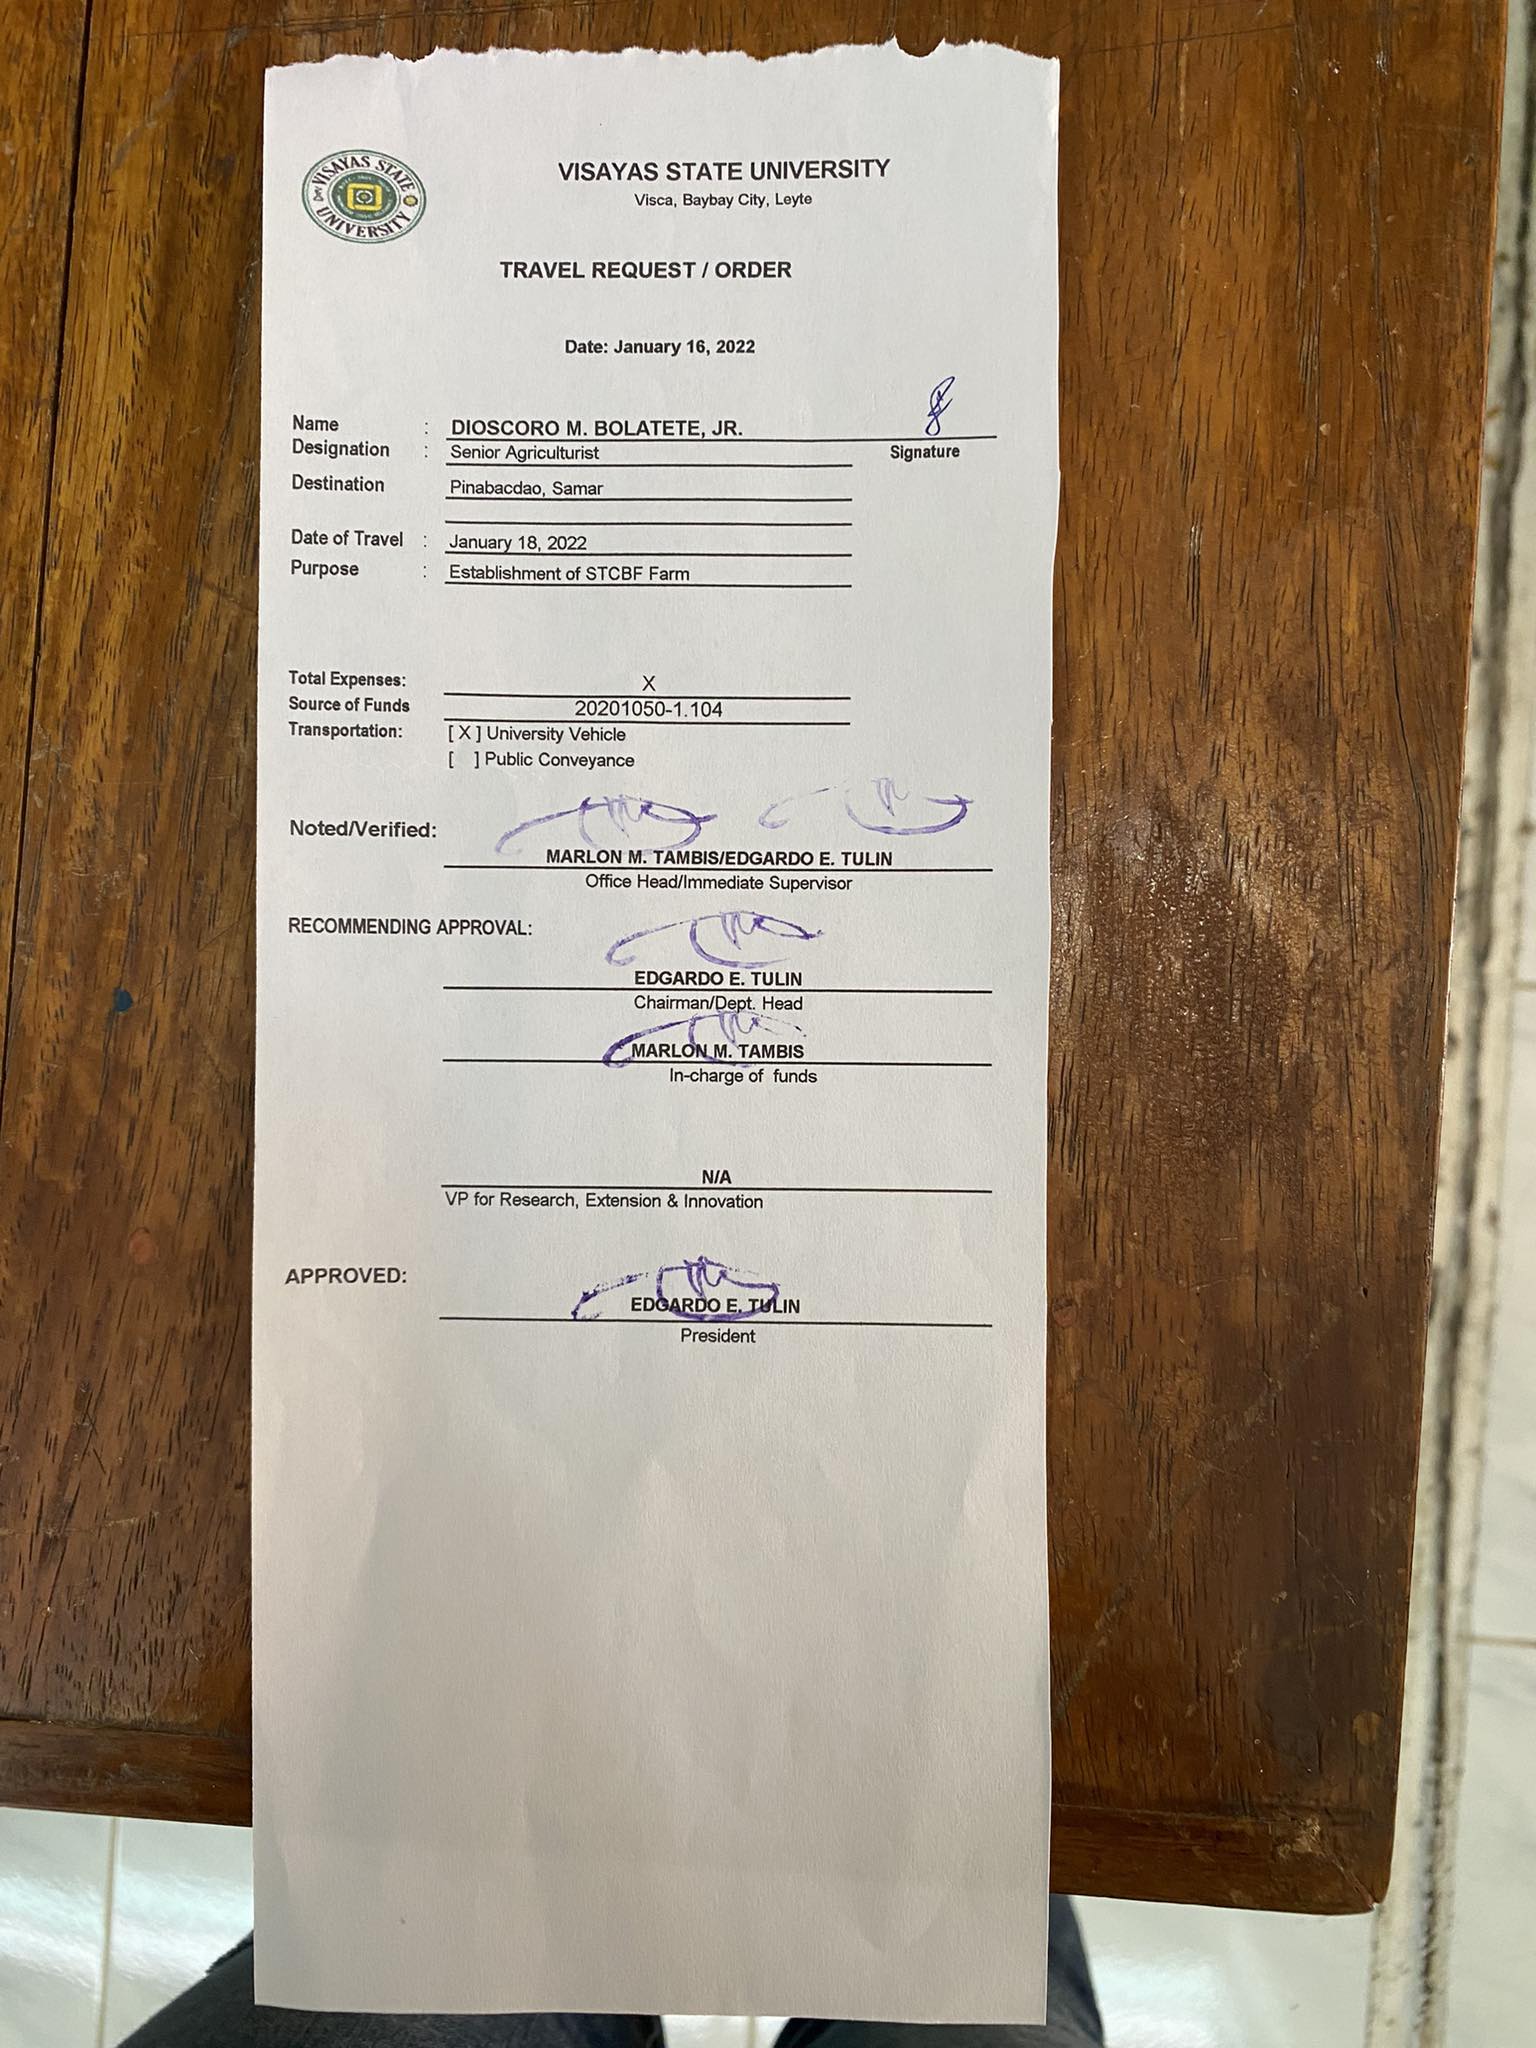 VISAYAS STATE UNIVERSITY
VISAYAS STATE UNIVERSITY
Visca, Baybay City, Leyte
TRAVEL REQUEST / ORDER
Date: January 16, 2022
Name : DIOSCORO M. BOLATETE, JR.
Designation : Senior Agriculturist Signature
Destination Pinabacdao, Samar
Date of Travel : January 18, 2022
Purpose : Establishment of STCBF Farm
Total Expenses: X
Source of Funds 20201050-1.104
Transportation: [ X ] University Vehicle
[ ] Public Conveyance
Noted/Verified:
MARLON M. TAMBIS/EDGARDO E. TULIN
Office Head/Immediate Supervisor
RECOMMENDING APPROVAL:
EDGARDO E. TULIN
Chairman/Dept. Head
MARLON M. TAMBIS
In-charge of funds
N/A
VP for Research, Extension & Innovation
APPROVED:
EDGARDO E. TULIN
President